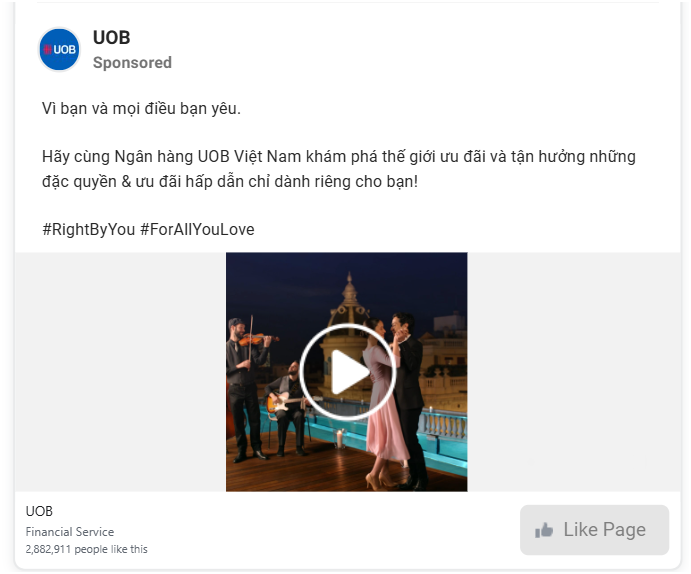 UOB
UOB
Sponsored
Vì bạn và mọi điều bạn yêu.
Hãy cùng Ngân hàng UOB Việt Nam khám phá thế giới ưu đãi và tận hưởng những
đặc quyền & ưu đãi hấp dẫn chỉ dành riêng cho bạn!
#RightByYou #ForAllYouLove
UOB
Financial Service
2,882,911 people like this
Like Page